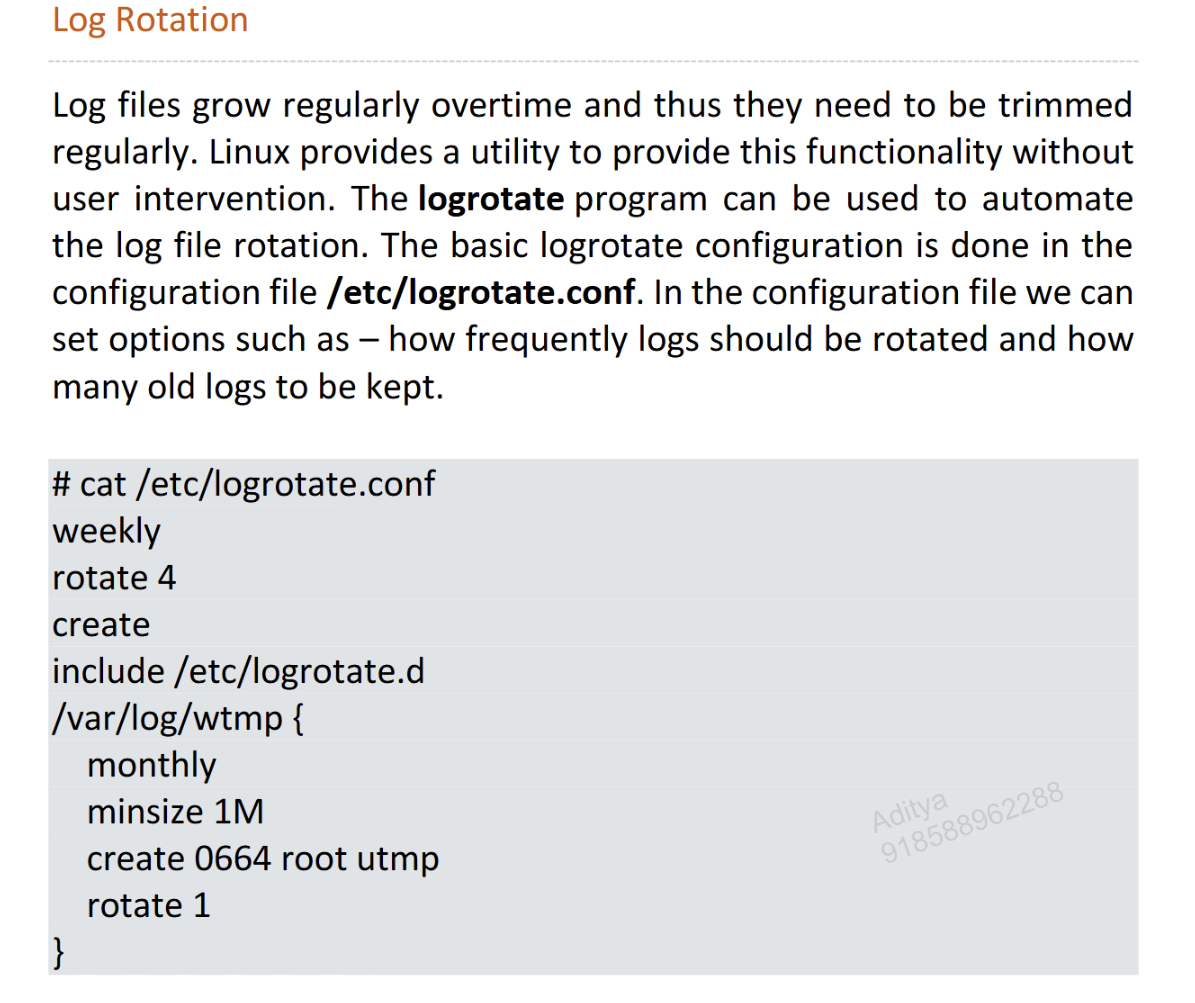 Log Rotation
Log files grow regularly overtime and thus they need to be trimmed
regularly. Linux provides a utility to provide this functionality without
user intervention. The logrotate program can be used to automate
the log file rotation. The basic logrotate configuration is done in the
configuration file /etc/logrotate.conf. In the configuration file we can
set options such as – how frequently logs should be rotated and how
many old logs to be kept.
# cat /etc/logrotate.conf
weekly
rotate 4
create
include /etc/logrotate.d
/var/log/wtmp {
    monthly
    minsize 1M
    create 0664 root utmp
    rotate 1
}
Aditya
918588962288